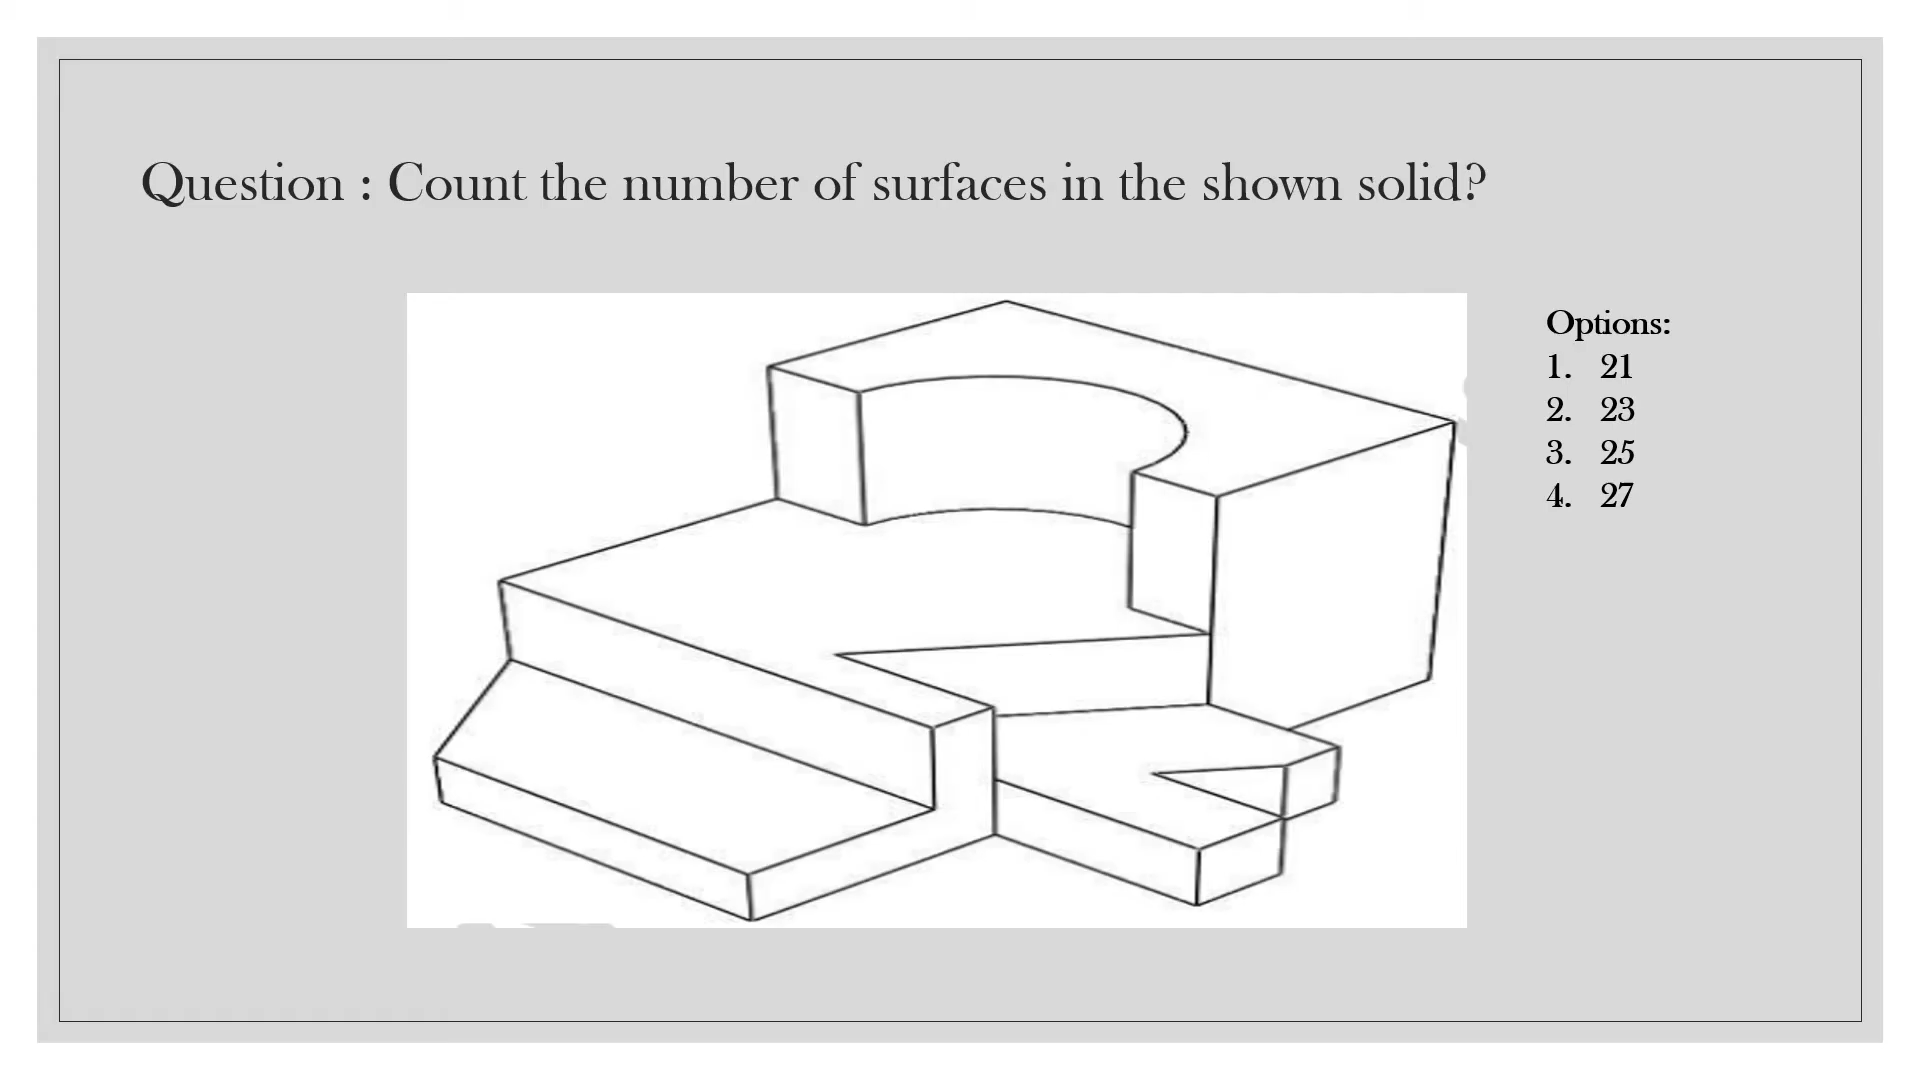 Question : Count the number of surfaces in the shown solid?
Options:
1. 21
2. 23
3. 25
4. 27